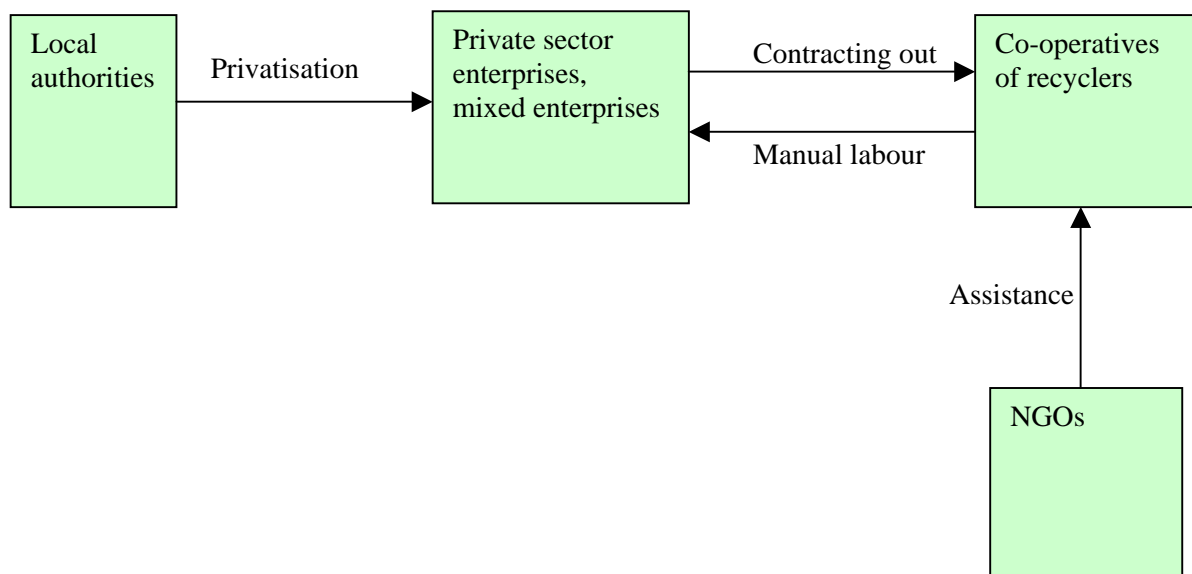 Local
authorities
Privatisation
Private sector
enterprises,
mixed enterprises
Contracting out
Manual labour
Co-operatives
of recyclers
Assistance
NGOs